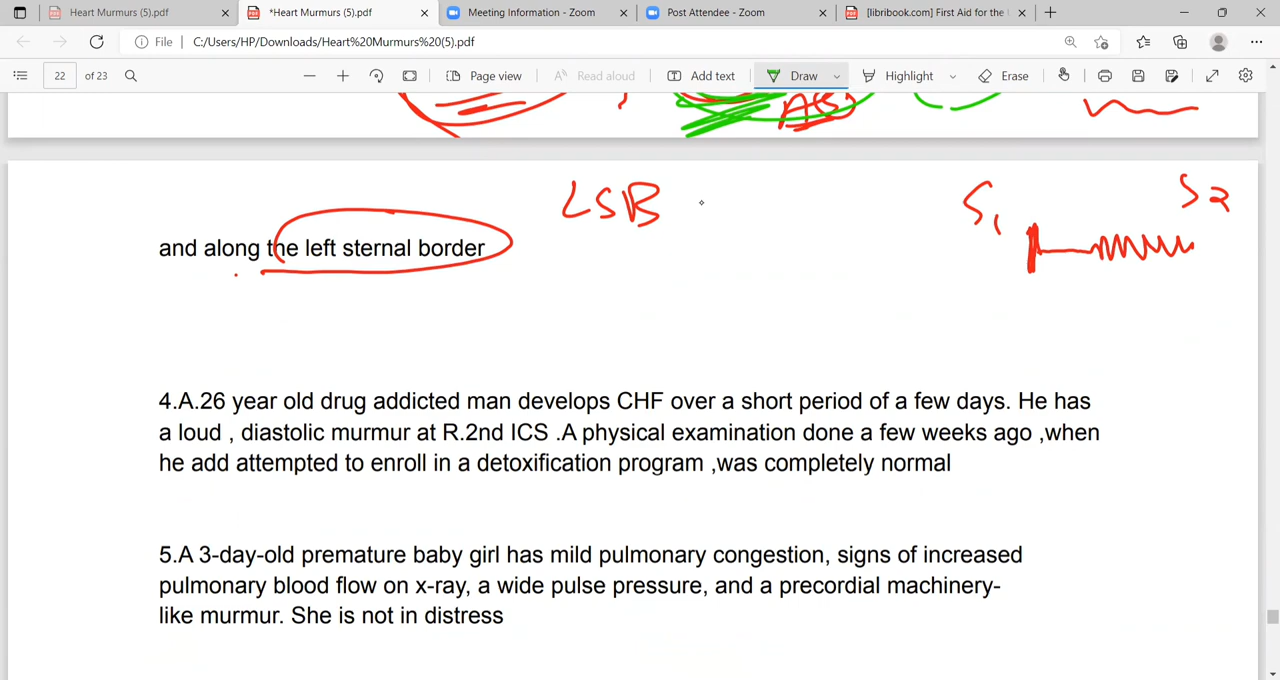 Heart Murmurs (5).pdf
*Heart Murmurs (5).pdf
Meeting Information - Zoom
Post Attendee - Zoom
[libribook.com] First Aid for the
File
C:/Users/HP/Downloads/Heart%20Murmurs%20(5).pdf
22 of 23
Page view
Read aloud
Add text
Draw
Highlight
Erase
LSB
S1
S2
and along the left sternal border
4.A.26 year old drug addicted man develops CHF over a short period of a few days. He has
a loud , diastolic murmur at R.2nd ICS .A physical examination done a few weeks ago ,when
he add attempted to enroll in a detoxification program ,was completely normal
5.A 3-day-old premature baby girl has mild pulmonary congestion, signs of increased
pulmonary blood flow on x-ray, a wide pulse pressure, and a precordial machinery-
like murmur. She is not in distress